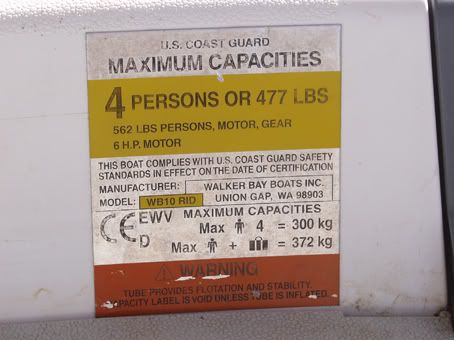 U.S. COAST GUARD
MAXIMUM CAPACITIES
4 PERSONS OR 477 LBS
562 LBS PERSONS, MOTOR, GEAR
6 H.P. MOTOR
THIS BOAT COMPLIES WITH U.S. COAST GUARD SAFETY
STANDARDS IN EFFECT ON THE DATE OF CERTIFICATION
MANUFACTURER: WALKER BAY BOATS INC.
MODEL: WB10 RID UNION GAP, WA 98903
CE EWV MAXIMUM CAPACITIES
Max 4 = 300 kg
D Max + = 372 kg
WARNING
TUBE PROVIDES FLOTATION AND STABILITY.
CAPACITY LABEL IS VOID UNLESS TUBE IS INFLATED